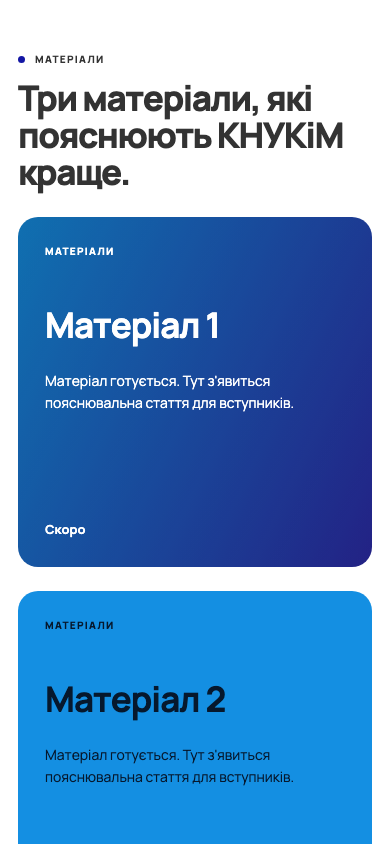 МАТЕРІАЛИ
Три матеріали, які
пояснюють КНУКіМ
краще.
МАТЕРІАЛИ
Матеріал 1
Матеріал готується. Тут з'явиться
пояснювальна стаття для вступників.
Скоро
МАТЕРІАЛИ
Матеріал 2
Матеріал готується. Тут з'явиться
пояснювальна стаття для вступників.